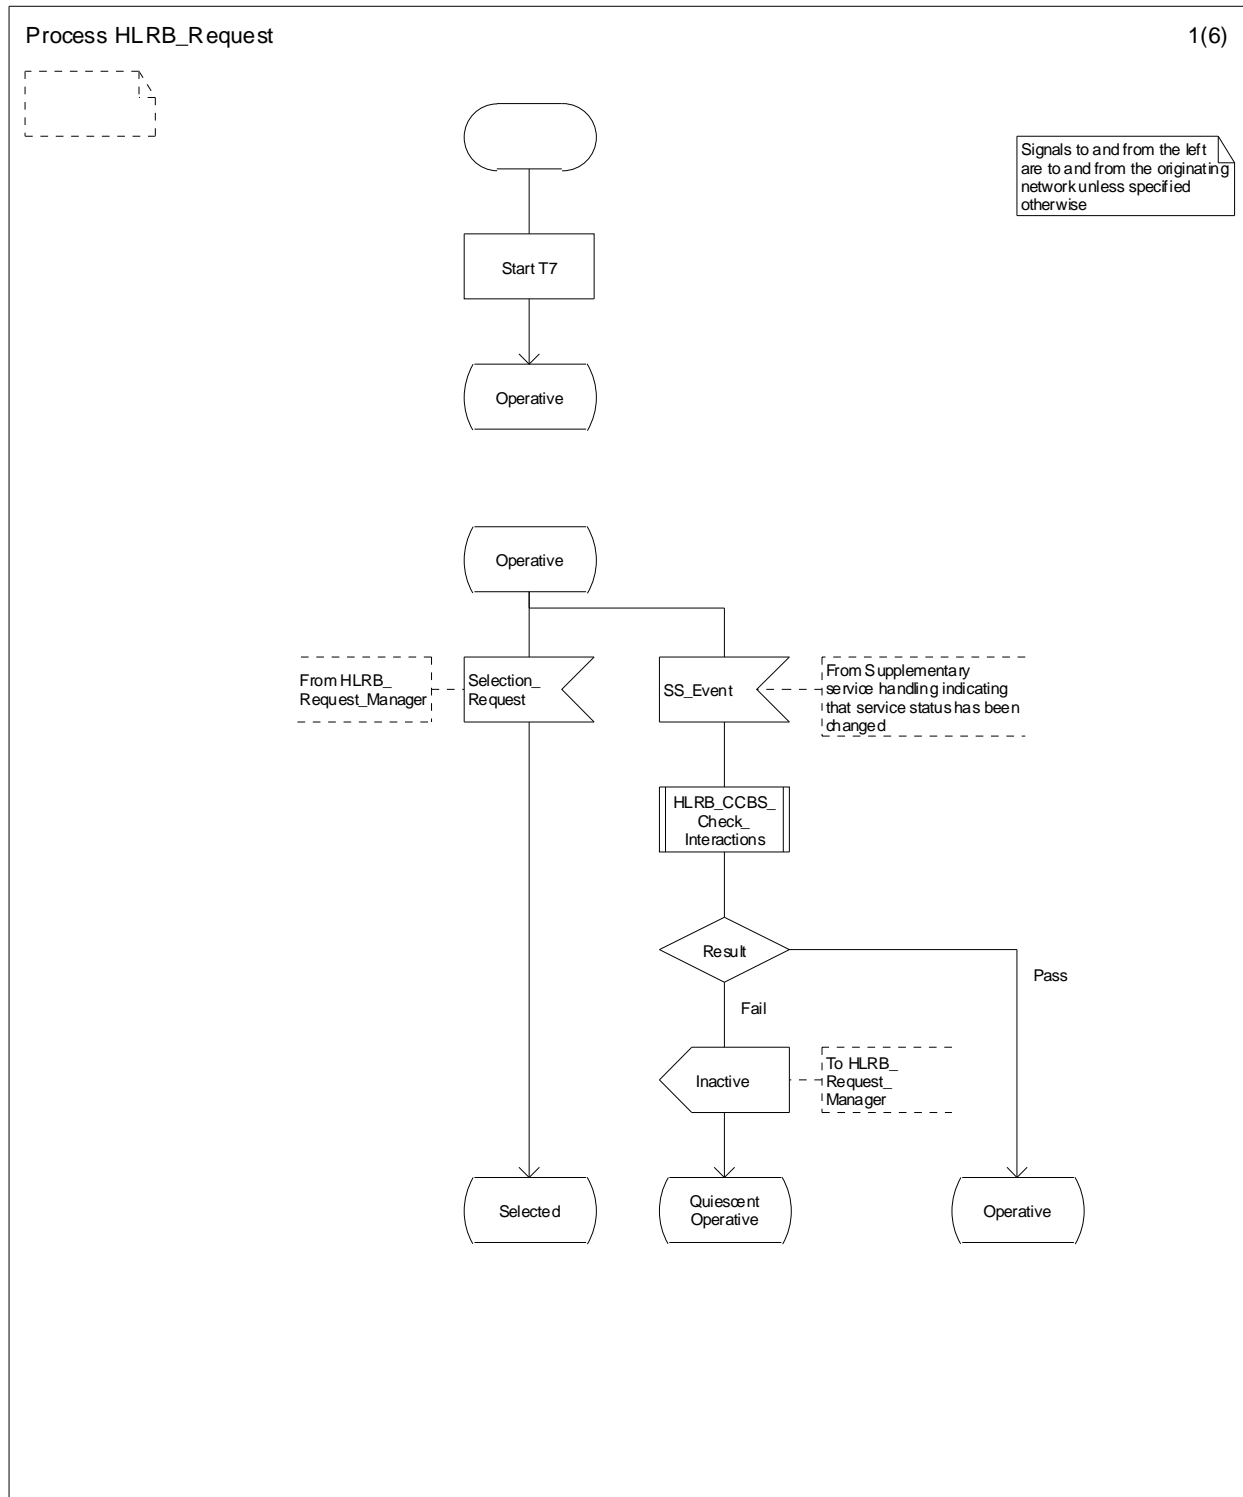 Process HLRB_Request
1(6)
Signals to and from the left
are to and from the originating
network unless specified
otherwise
Start T7
Operative
Operative
From HLRB_
Request_Manager
Selection_
Request
SS_Event
From Supplementary
service handling indicating
that service status has been
changed
HLRB_CCBS_
Check_
Interactions
Result
Pass
Fail
Inactive
To HLRB_
Request_
Manager
Selected
Quiescent
Operative
Operative